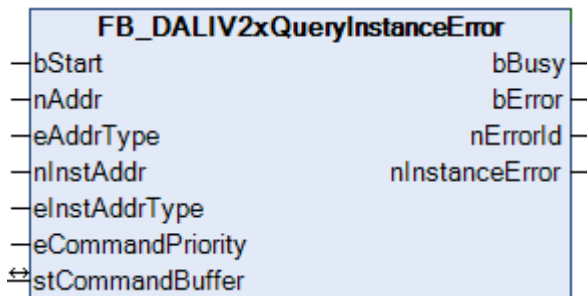 FB_DALIV2xQueryInstanceError
bStart bBusy
nAddr bError
eAddrType nErrorId
nInstAddr nInstanceError
eInstAddrType
eCommandPriority
stCommandBuffer